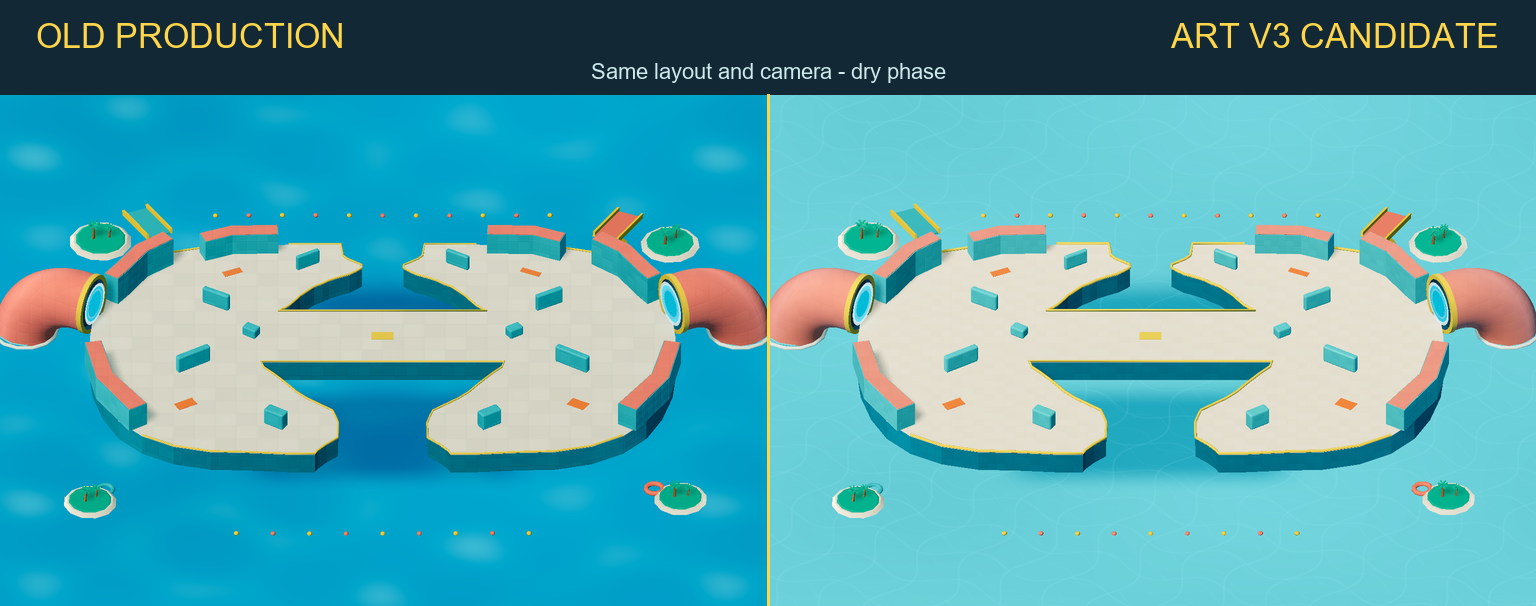 OLD PRODUCTION
ART V3 CANDIDATE
Same layout and camera - dry phase